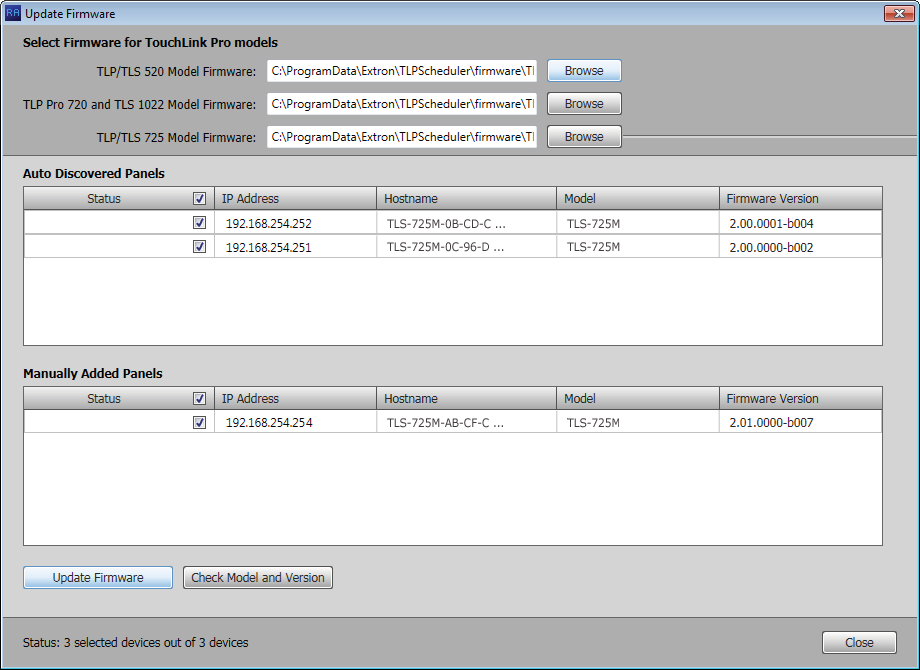 RA Update Firmware
Select Firmware for TouchLink Pro models
TLP/TLS 520 Model Firmware: C:\ProgramData\Extron\TLPScheduler\firmware\Tl Browse
TLP Pro 720 and TLS 1022 Model Firmware: C:\ProgramData\Extron\TLPScheduler\firmware\Tl Browse
TLP/TLS 725 Model Firmware: C:\ProgramData\Extron\TLPScheduler\firmware\Tl Browse
Auto Discovered Panels
Status IP Address Hostname Model Firmware Version
192.168.254.252 TLS-725M-0B-CD-C ... TLS-725M 2.00.0001-b004
192.168.254.251 TLS-725M-0C-96-D ... TLS-725M 2.00.0000-b002
Manually Added Panels
Status IP Address Hostname Model Firmware Version
192.168.254.254 TLS-725M-AB-CF-C ... TLS-725M 2.01.0000-b007
Update Firmware Check Model and Version
Status: 3 selected devices out of 3 devices Close